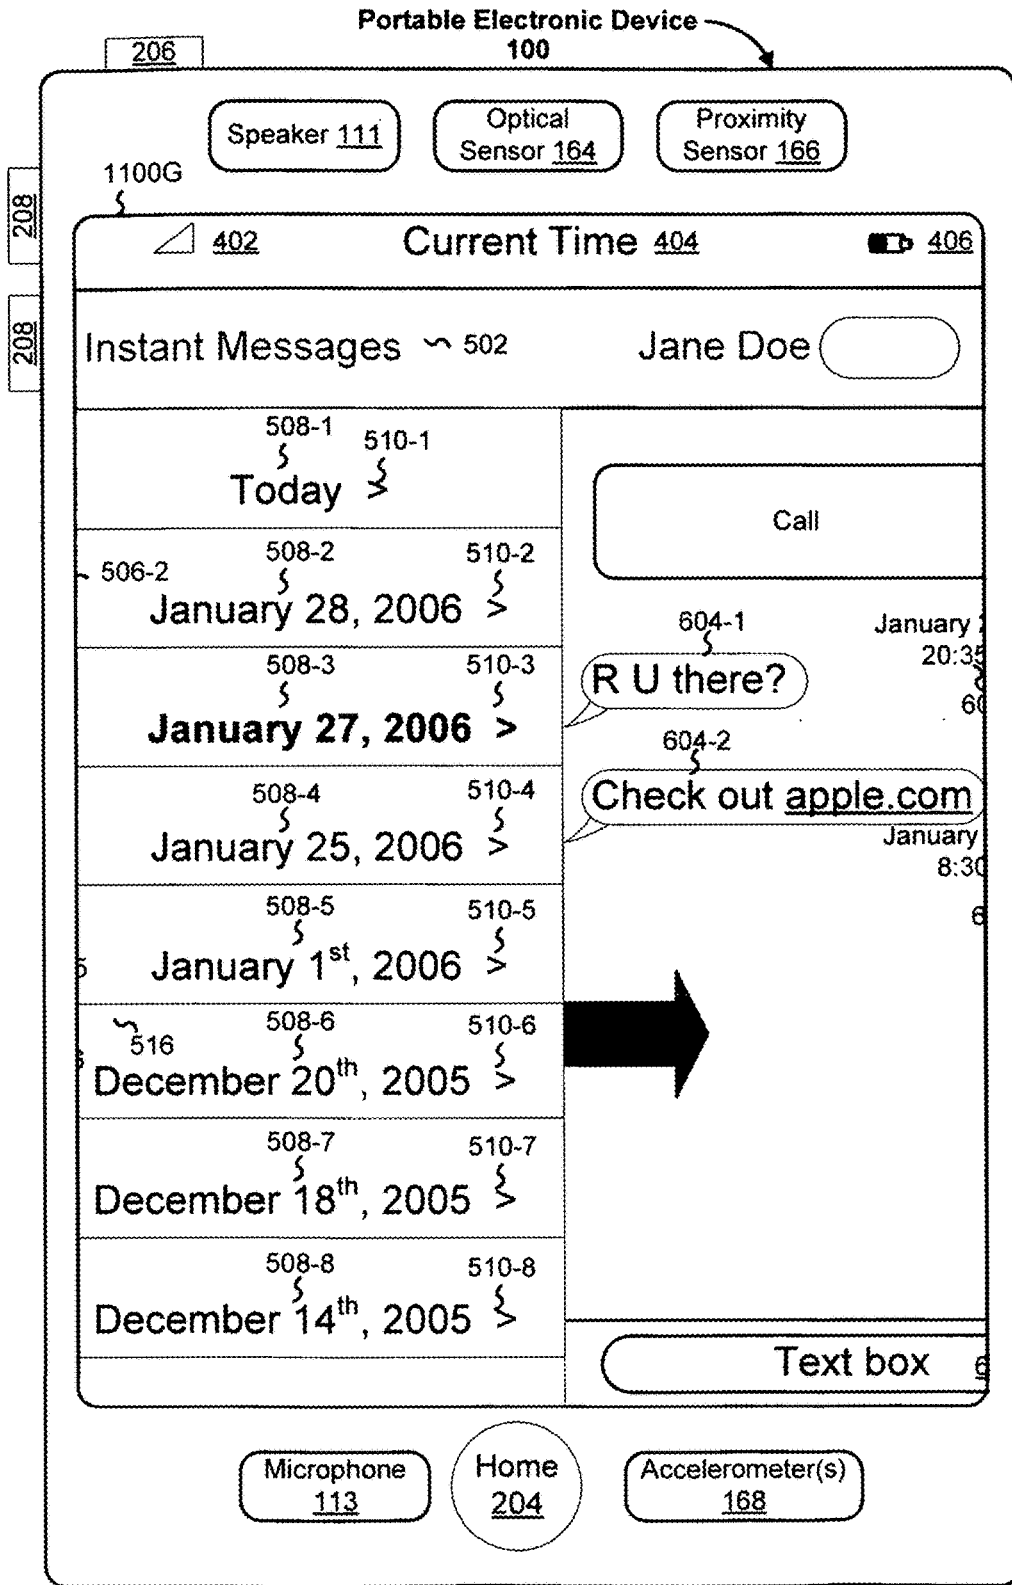 Portable Electronic Device
100
206
Speaker 111
Optical
Sensor 164
Proximity
Sensor 166
208
1100G
402
Current Time 404
406
208
Instant Messages 502
Jane Doe
508-1
510-1
Today >
Call
506-2
508-2
510-2
January 28, 2006 >
604-1
January
20:35
60
R U there?
508-3
510-3
January 27, 2006 >
604-2
Check out apple.com
January
8:30
6
508-4
510-4
January 25, 2006 >
508-5
510-5
5
January 1st, 2006 >
516
508-6
510-6
December 20th, 2005 >
508-7
510-7
December 18th, 2005 >
508-8
510-8
December 14th, 2005 >
Text box 6
Microphone
113
Home
204
Accelerometer(s)
168